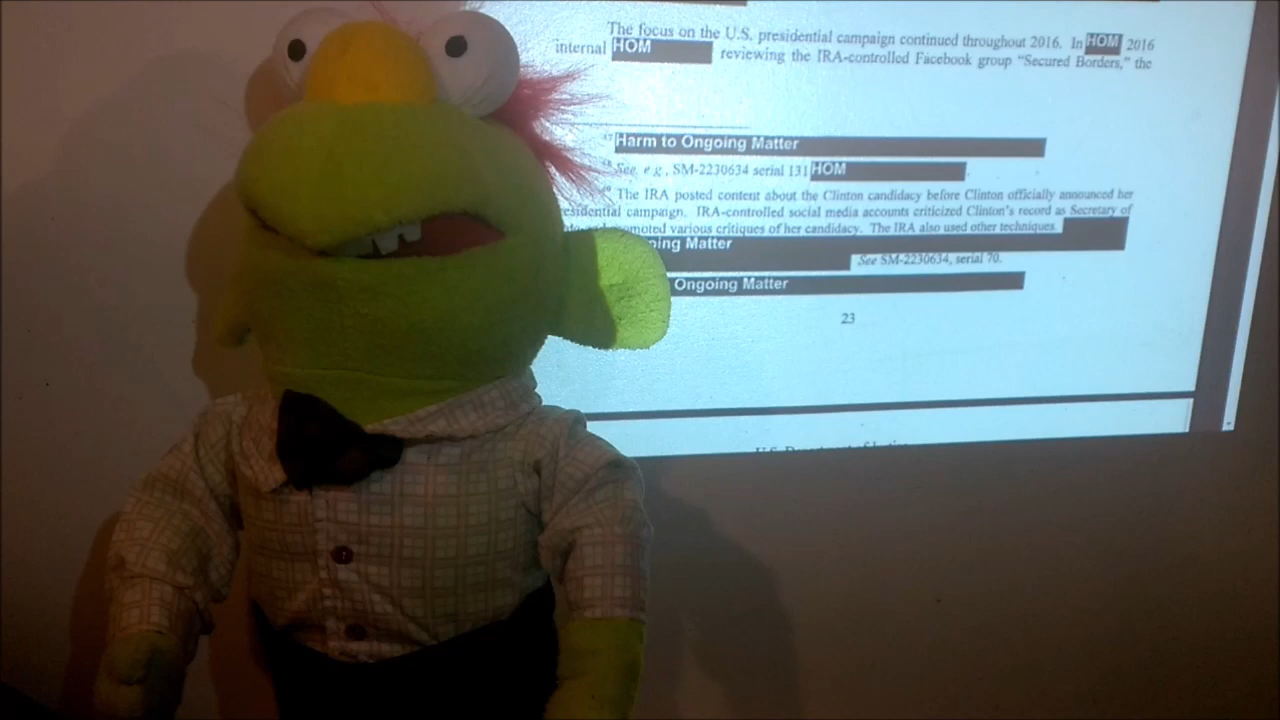 The focus on the U.S. presidential campaign continued throughout 2016. In HOM 2016
internal HOM reviewing the IRA-controlled Facebook group “Secured Borders,” the
47 Harm to Ongoing Matter
See, e.g., SM-2230634 serial 131 HOM
The IRA posted content about the Clinton candidacy before Clinton officially announced her
esidential campaign. IRA-controlled social media accounts criticized Clinton's record as Secretary of
omoted various critiques of her candidacy. The IRA also used other techniques.
oing Matter
See SM-2230634, serial 70.
Ongoing Matter
23